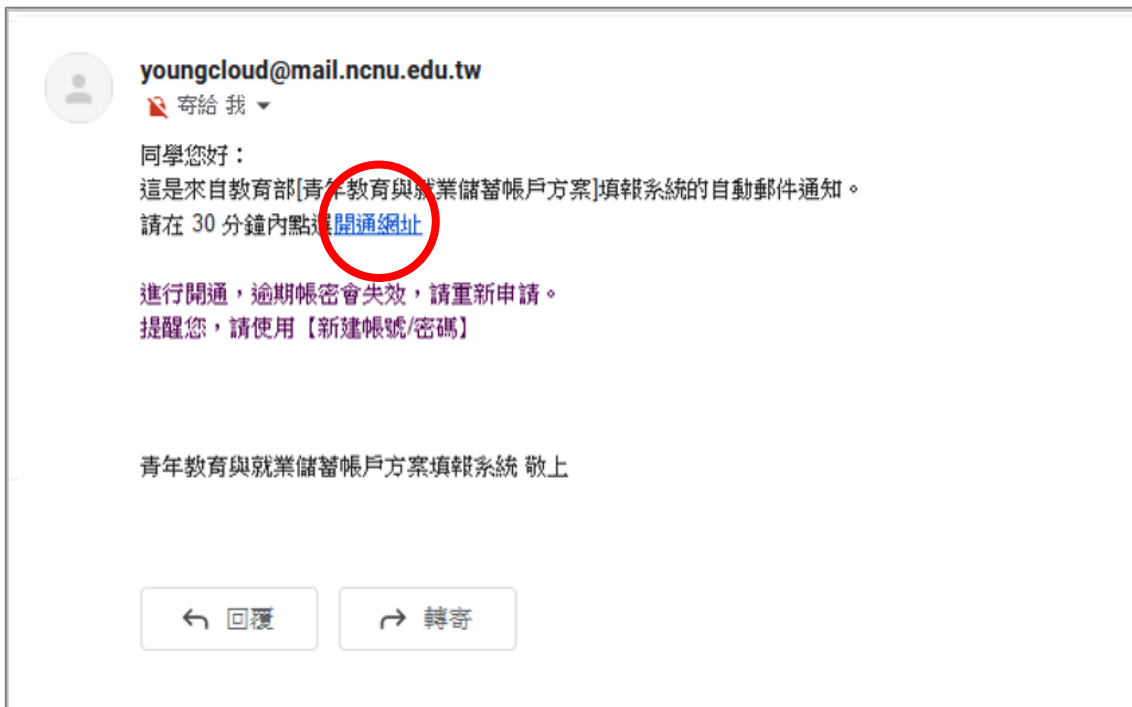 youngcloud@mail.ncnu.edu.tw
寄給 我
同學您好：
這是來自教育部[青年教育與就業儲蓄帳戶方案]填報系統的自動郵件通知。
請在 30 分鐘內點選開通網址
進行開通，逾期帳密會失效，請重新申請。
提醒您，請使用【新建帳號/密碼】
青年教育與就業儲蓄帳戶方案填報系統 敬上
回覆
轉寄